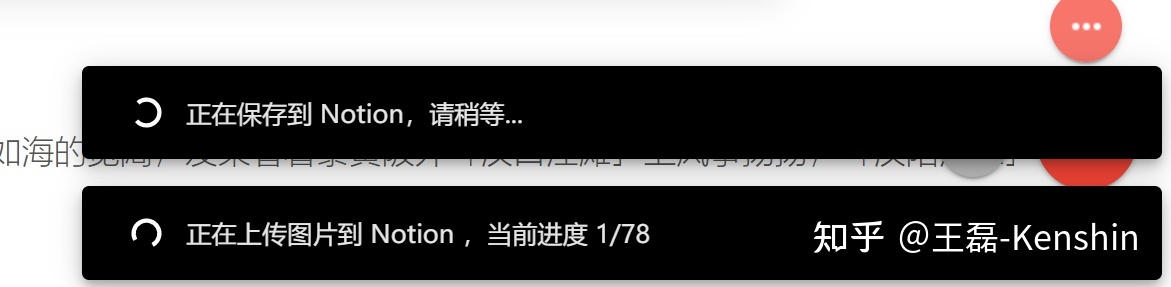 正在保存到 Notion，请稍等...
如海的
正在上传图片到 Notion ，当前进度 1/78
知乎 @王磊-Kenshin